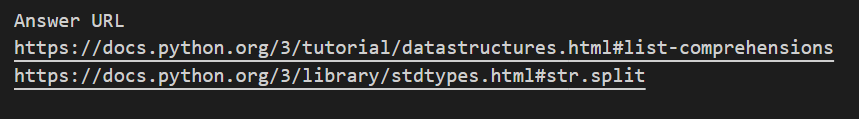 Answer URL
https://docs.python.org/3/tutorial/datastructures.html#list-comprehensions
https://docs.python.org/3/library/stdtypes.html#str.split